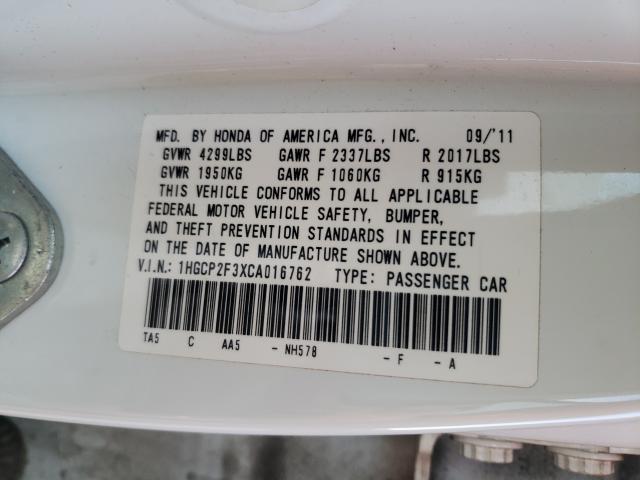 MFD. BY HONDA OF AMERICA MFG., INC. 09/'11
GVWR 4299LBS GAWR F 2337LBS R 2017LBS
GVWR 1950KG GAWR F 1060KG R 915KG
THIS VEHICLE CONFORMS TO ALL APPLICABLE
FEDERAL MOTOR VEHICLE SAFETY, BUMPER,
AND THEFT PREVENTION STANDARDS IN EFFECT
ON THE DATE OF MANUFACTURE SHOWN ABOVE.
V.I.N.: 1HGCP2F3XCA016762 TYPE: PASSENGER CAR
TA5 C AA5 - NH578 - F - A